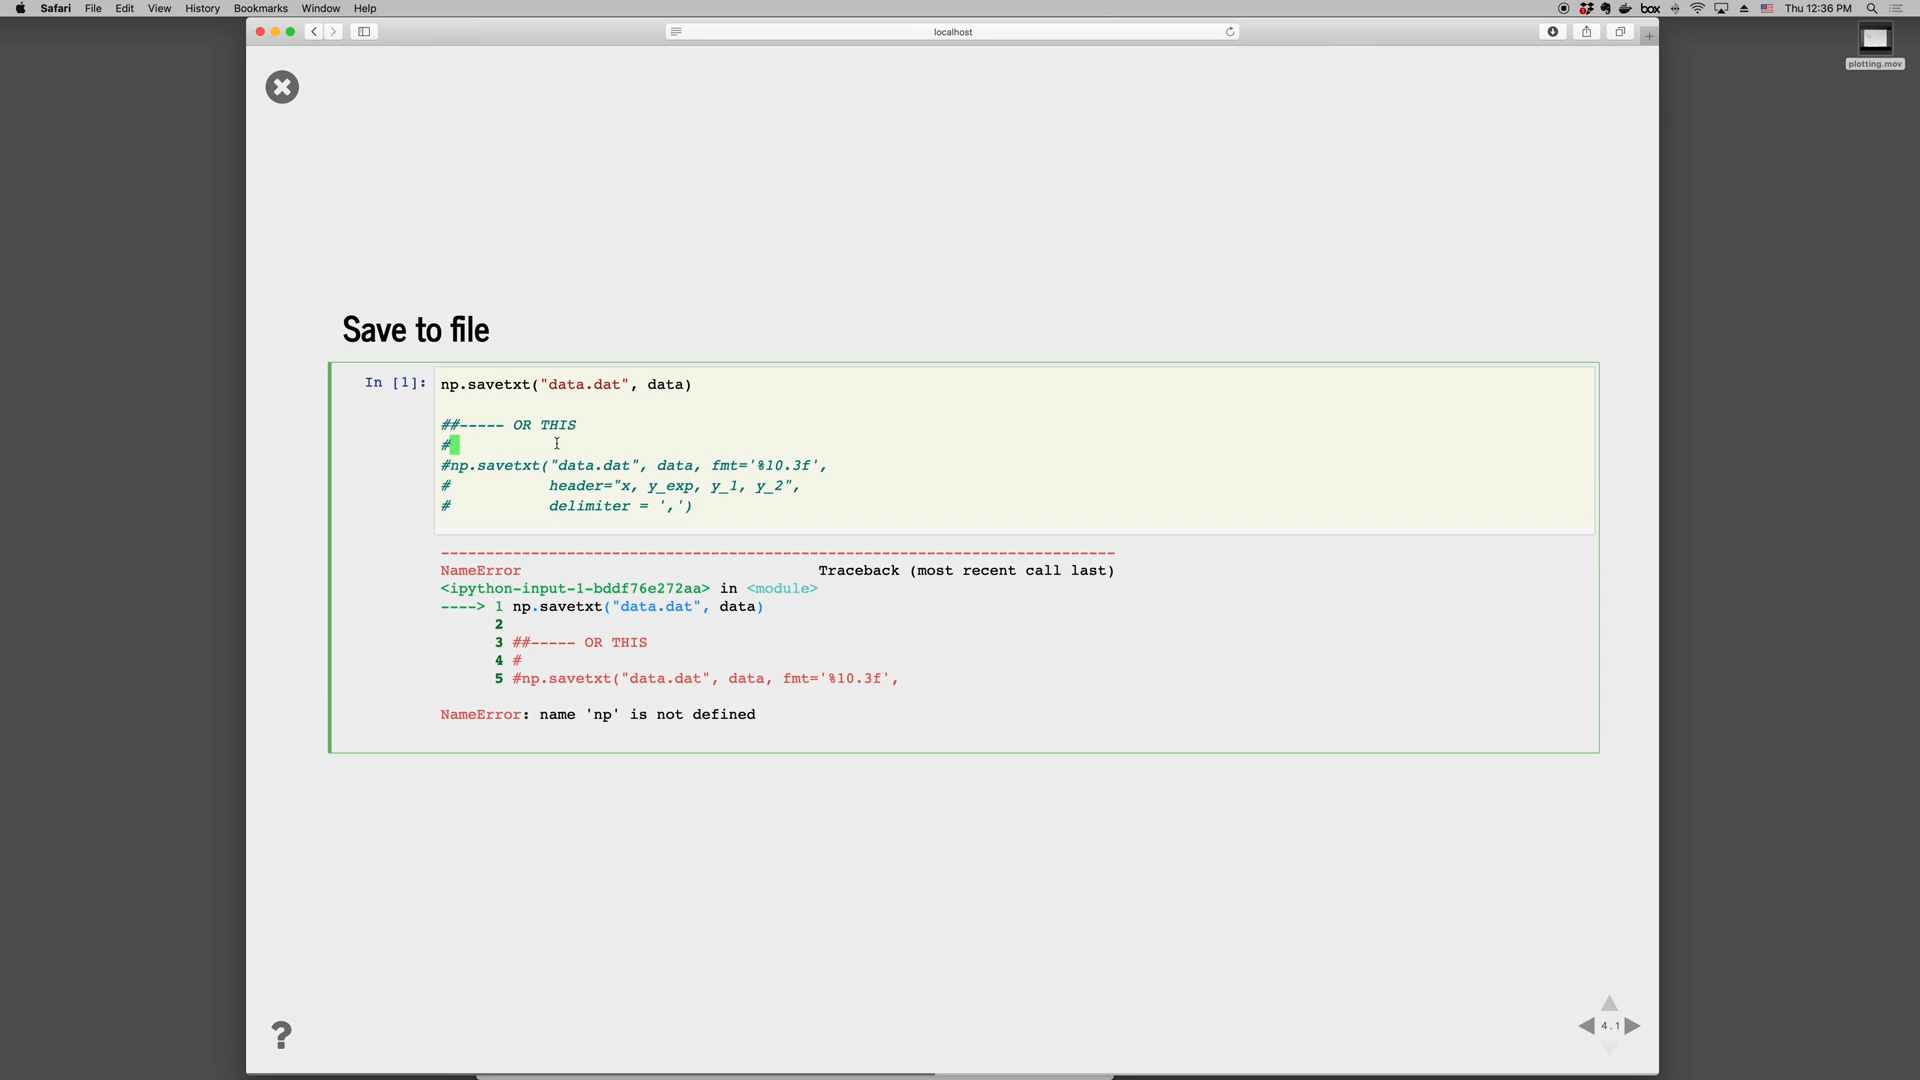 Safari File Edit View History Bookmarks Window Help
box Thu 12:36 PM
localhost
plotting.mov
Save to file
In [1]: np.savetxt("data.dat", data)
##----- OR THIS
#
#np.savetxt("data.dat", data, fmt='%10.3f',
#           header="x, y_exp, y_1, y_2",
#           delimiter = ',')
---------------------------------------------------------------------------
NameError                                 Traceback (most recent call last)
<ipython-input-1-bddf76e272aa> in <module>
----> 1 np.savetxt("data.dat", data)
      2
      3 ##----- OR THIS
      4 #
      5 #np.savetxt("data.dat", data, fmt='%10.3f',
NameError: name 'np' is not defined
?
4.1